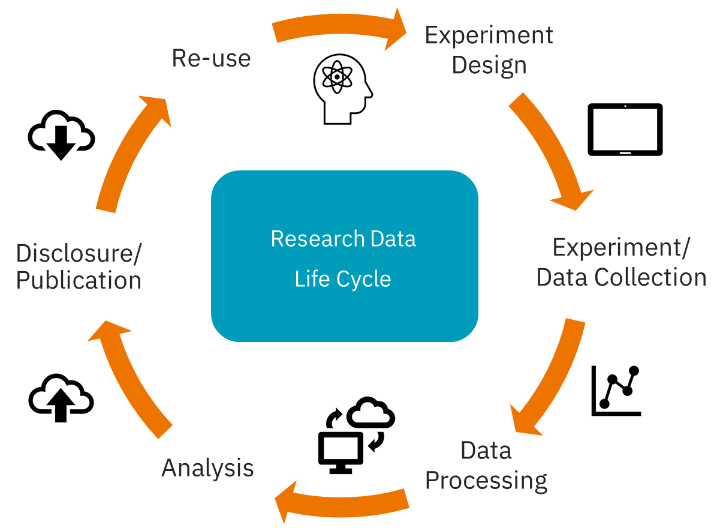 Re-use
Experiment
Design
Research Data
Life Cycle
Experiment/
Data Collection
Data
Processing
Analysis
Disclosure/
Publication